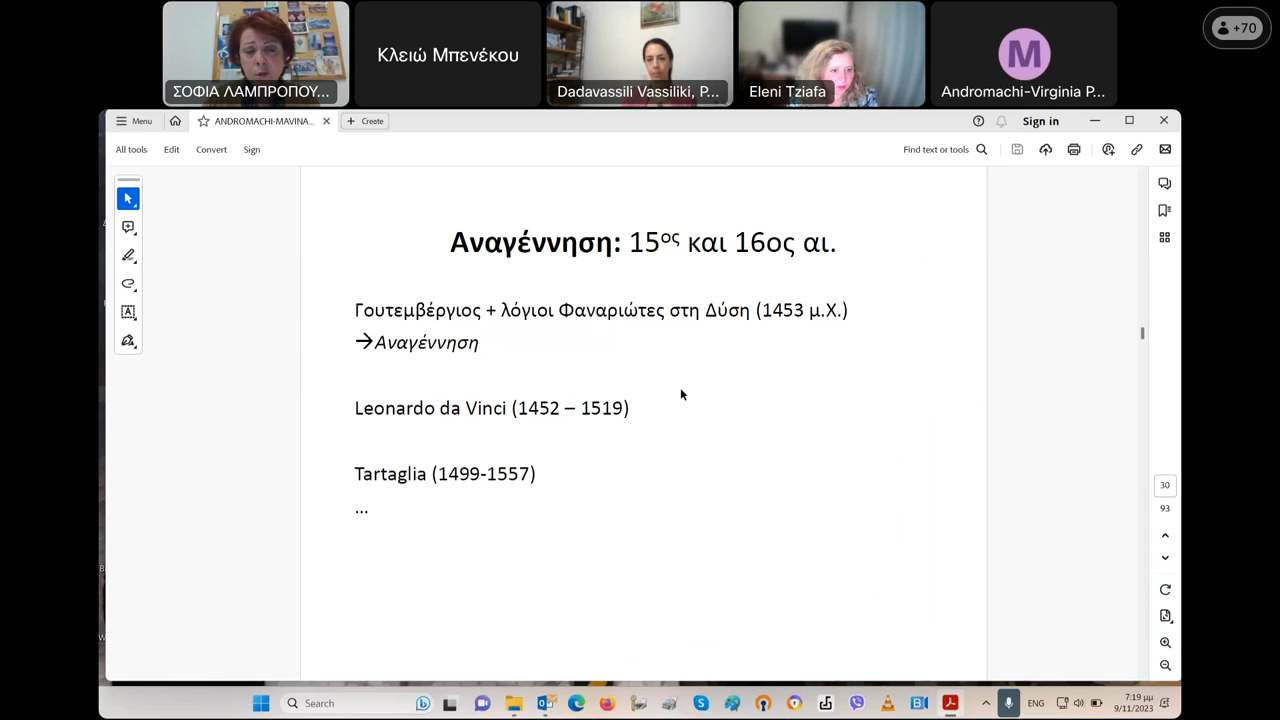 +70
Κλειώ Μπενέκου
M
ΣΟΦΙΑ ΛΑΜΠΡΟΠΟΥ...
Dadavassili Vassiliki, P...
Eleni Tziafa
Andromachi-Virginia P...
Menu
ANDROMACHI-MAVINA...
+ Create
Sign in
All tools
Edit
Convert
Sign
Find text or tools
Αναγέννηση: 15ος και 16ος αι.
Γουτεμβέργιος + λόγιοι Φαναριώτες στη Δύση (1453 μ.Χ.)
→Αναγέννηση
Leonardo da Vinci (1452 – 1519)
Tartaglia (1499-1557)
...
30
93
Search
ENG
7:19 μμ
9/11/2023